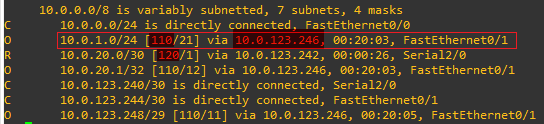 10.0.0.0/8 is variably subnetted, 7 subnets, 4 masks
C 10.0.0.0/24 is directly connected, FastEthernet0/0
O 10.0.1.0/24 [110/21] via 10.0.123.246, 00:20:03, FastEthernet0/1
R 10.0.20.0/30 [120/1] via 10.0.123.242, 00:00:26, Serial2/0
O 10.0.20.1/32 [110/12] via 10.0.123.246, 00:20:03, FastEthernet0/1
C 10.0.123.240/30 is directly connected, Serial2/0
C 10.0.123.244/30 is directly connected, FastEthernet0/1
O 10.0.123.248/29 [110/11] via 10.0.123.246, 00:20:05, FastEthernet0/1